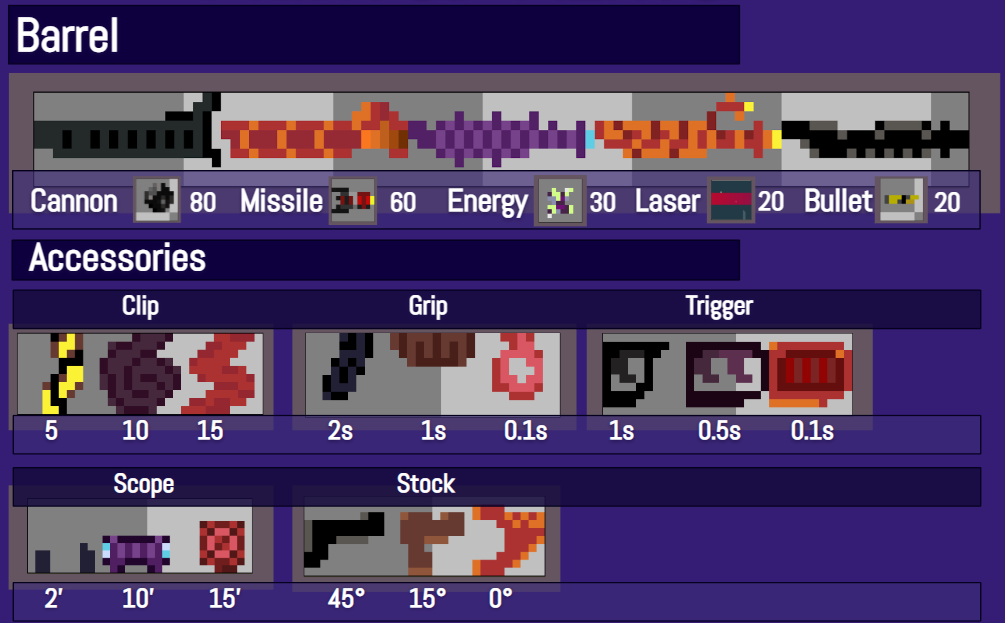 Barrel
Cannon 80 Missile 60 Energy 30 Laser 20 Bullet 20
Accessories
Clip Grip Trigger
5 10 15 2s 1s 0.1s 1s 0.5s 0.1s
Scope Stock
2' 10' 15' 45° 15° 0°